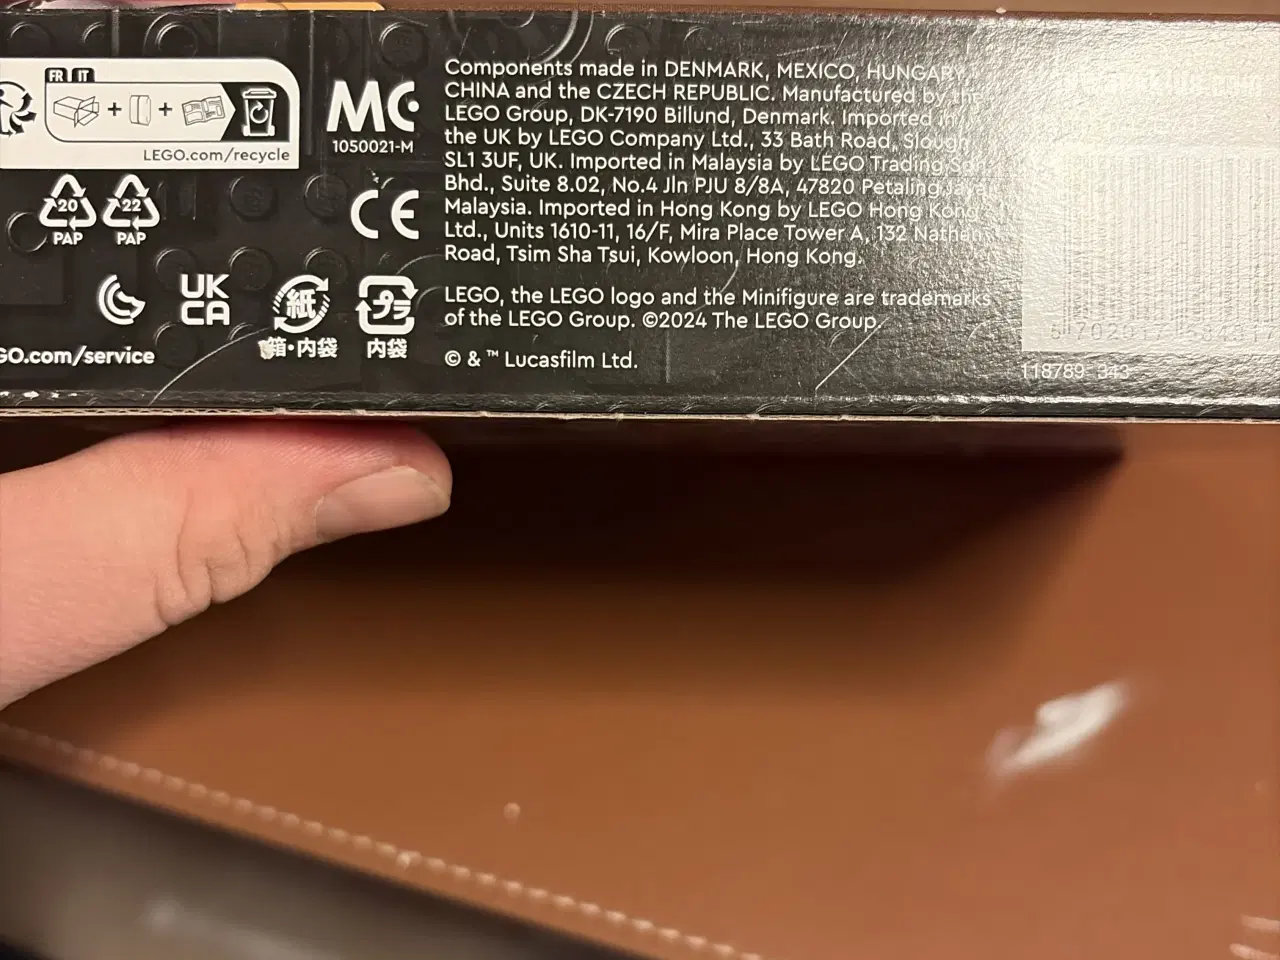 FR IT
LEGO.com/recycle
20
PAP
22
PAP
UK
CA
紙
箱・内袋
プラ
内袋
GO.com/service
MC
1050021-M
CE
Components made in DENMARK, MEXICO, HUNGARY,
CHINA and the CZECH REPUBLIC. Manufactured by the
LEGO Group, DK-7190 Billund, Denmark. Imported in
the UK by LEGO Company Ltd., 33 Bath Road, Slough
SL1 3UF, UK. Imported in Malaysia by LEGO Trading Sdn
Bhd., Suite 8.02, No.4 Jln PJU 8/8A, 47820 Petaling Jaya
Malaysia. Imported in Hong Kong by LEGO Hong Kong
Ltd., Units 1610-11, 16/F, Mira Place Tower A, 132 Nathan
Road, Tsim Sha Tsui, Kowloon, Hong Kong.
LEGO, the LEGO logo and the Minifigure are trademarks
of the LEGO Group. ©2024 The LEGO Group.
© & ™ Lucasfilm Ltd.
118789 343